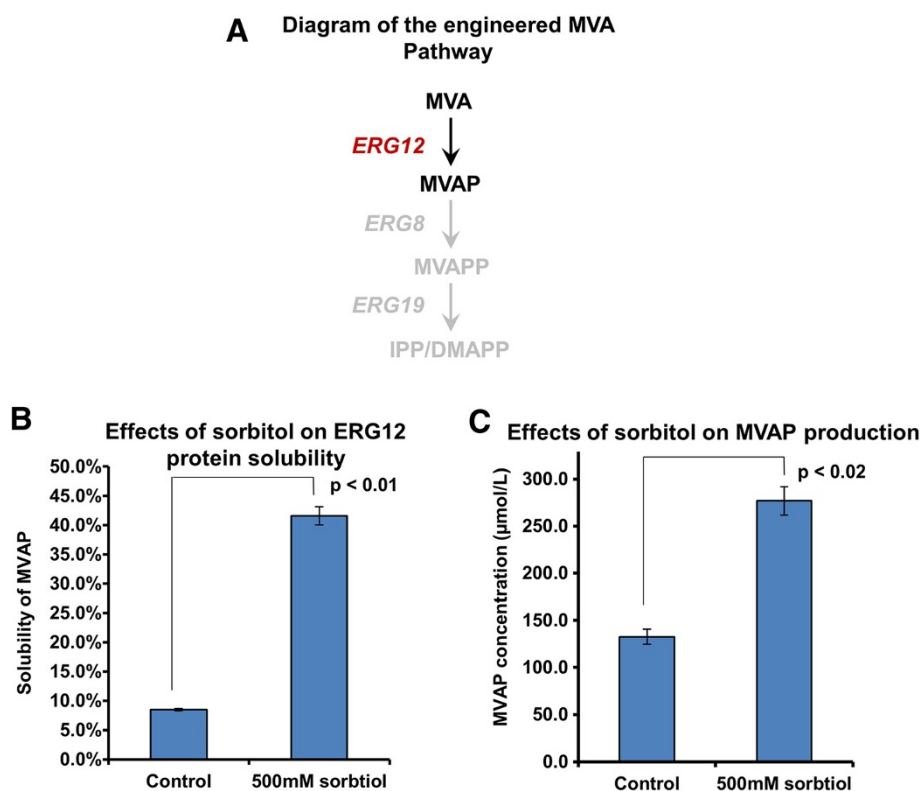 A
Diagram of the engineered MVA
Pathway
MVA
ERG12
MVAP
ERG8
MVAPP
ERG19
IPP/DMAPP
B
Effects of sorbitol on ERG12
protein solubility
50.0%
45.0%
40.0%
35.0%
30.0%
25.0%
20.0%
15.0%
10.0%
5.0%
0.0%
Solubility of MVAP
p < 0.01
Control
500mM sorbtiol
C
Effects of sorbitol on MVAP production
300.0
250.0
200.0
150.0
100.0
50.0
0.0
MVAP concentration (µmol/L)
p < 0.02
Control
500mM sorbtiol